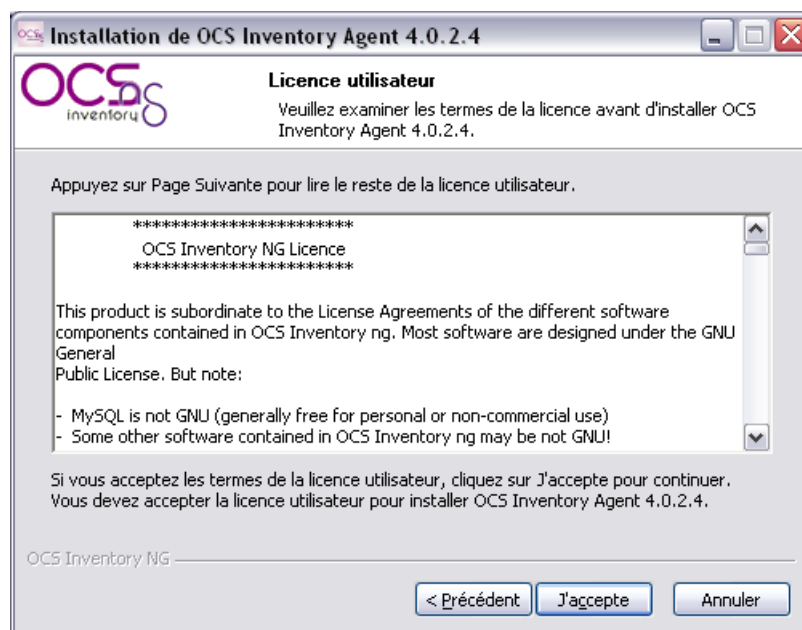 Installation de OCS Inventory Agent 4.0.2.4
OCSng
inventory
Licence utilisateur
Veuillez examiner les termes de la licence avant d'installer OCS
Inventory Agent 4.0.2.4.
Appuyez sur Page Suivante pour lire le reste de la licence utilisateur.
***********************
OCS Inventory NG Licence
***********************
This product is subordinate to the License Agreements of the different software
components contained in OCS Inventory ng. Most software are designed under the GNU
General
Public License. But note:
- MySQL is not GNU (generally free for personal or non-commercial use)
- Some other software contained in OCS Inventory ng may be not GNU!
Si vous acceptez les termes de la licence utilisateur, cliquez sur J'accepte pour continuer.
Vous devez accepter la licence utilisateur pour installer OCS Inventory Agent 4.0.2.4.
OCS Inventory NG
< Précédent
J'accepte
Annuler